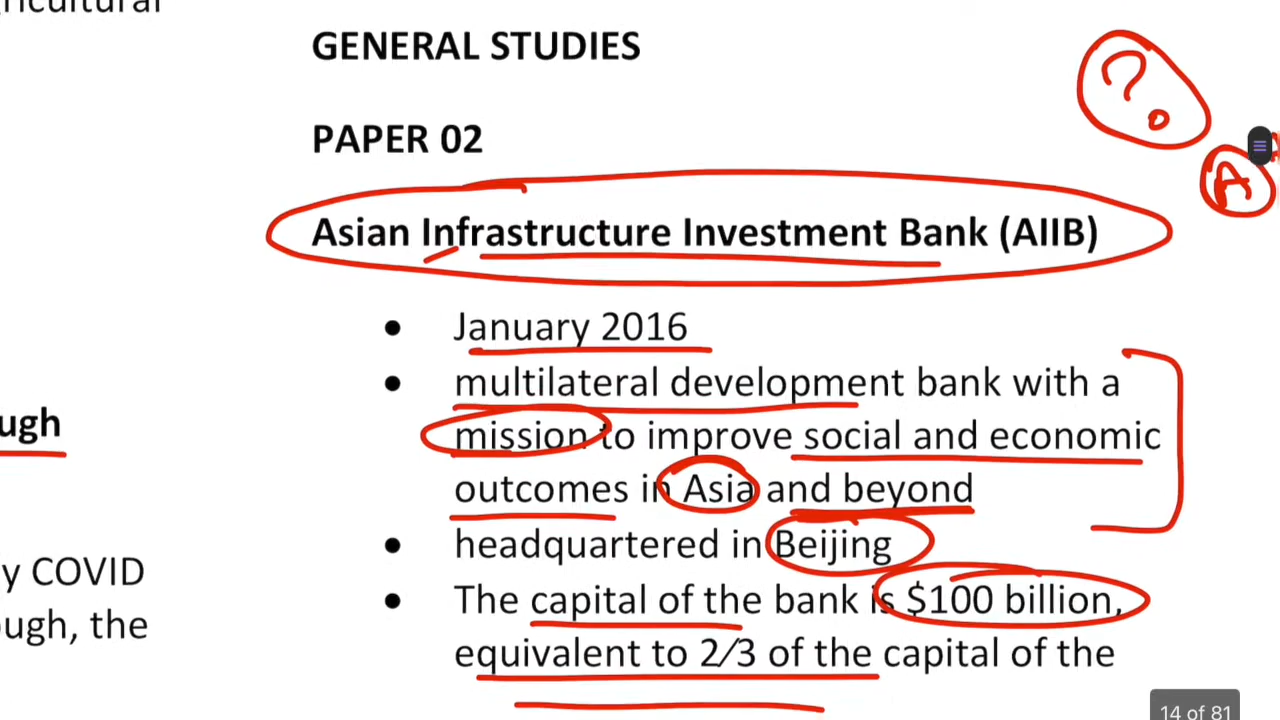 ricultural
GENERAL STUDIES
?
PAPER 02
A
Asian Infrastructure Investment Bank (AIIB)
• January 2016
• multilateral development bank with a
mission to improve social and economic
outcomes in Asia and beyond
• headquartered in Beijing
• The capital of the bank is $100 billion,
equivalent to 2/3 of the capital of the
ugh
y COVID
ough, the
14 of 81